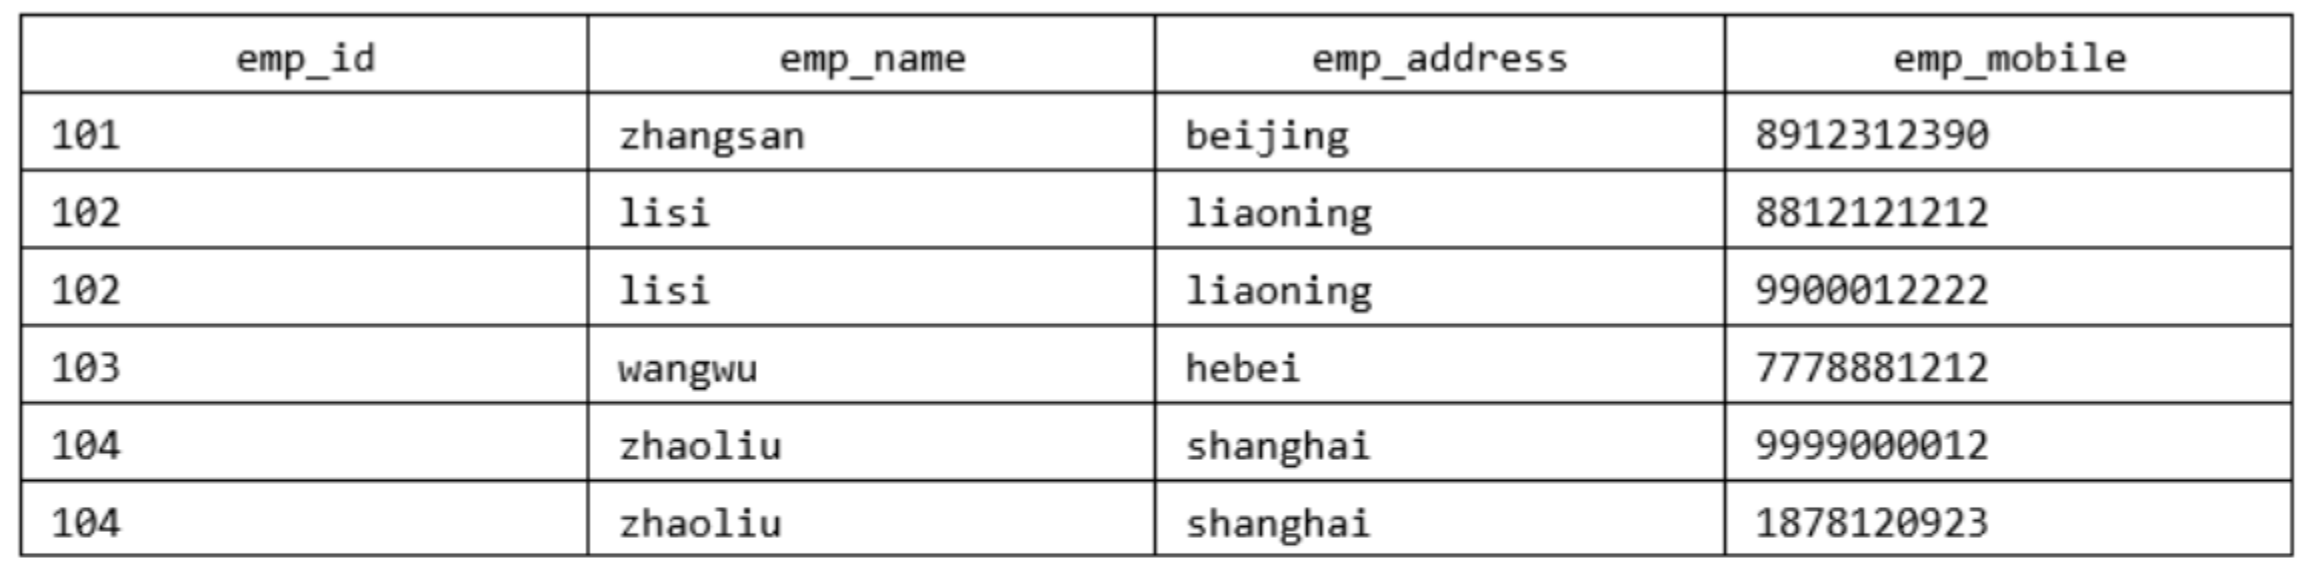 emp_id emp_name emp_address emp_mobile
101 zhangsan beijing 8912312390
102 lisi liaoning 8812121212
102 lisi liaoning 9900012222
103 wangwu hebei 7778881212
104 zhaoliu shanghai 9999000012
104 zhaoliu shanghai 1878120923